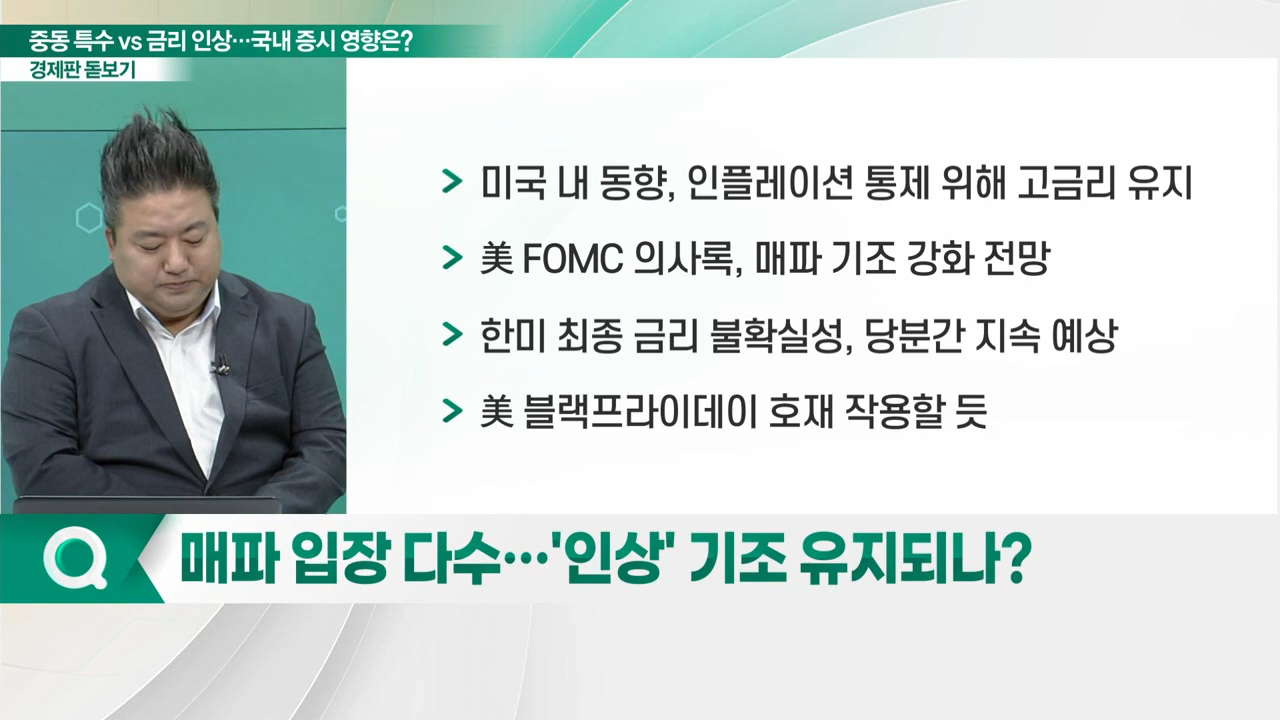 중동 특수 vs 금리 인상…국내 증시 영향은?
경제판 돋보기
> 미국 내 동향, 인플레이션 통제 위해 고금리 유지
> 美 FOMC 의사록, 매파 기조 강화 전망
> 한미 최종 금리 불확실성, 당분간 지속 예상
> 美 블랙프라이데이 호재 작용할 듯
Q 매파 입장 다수…'인상' 기조 유지되나?